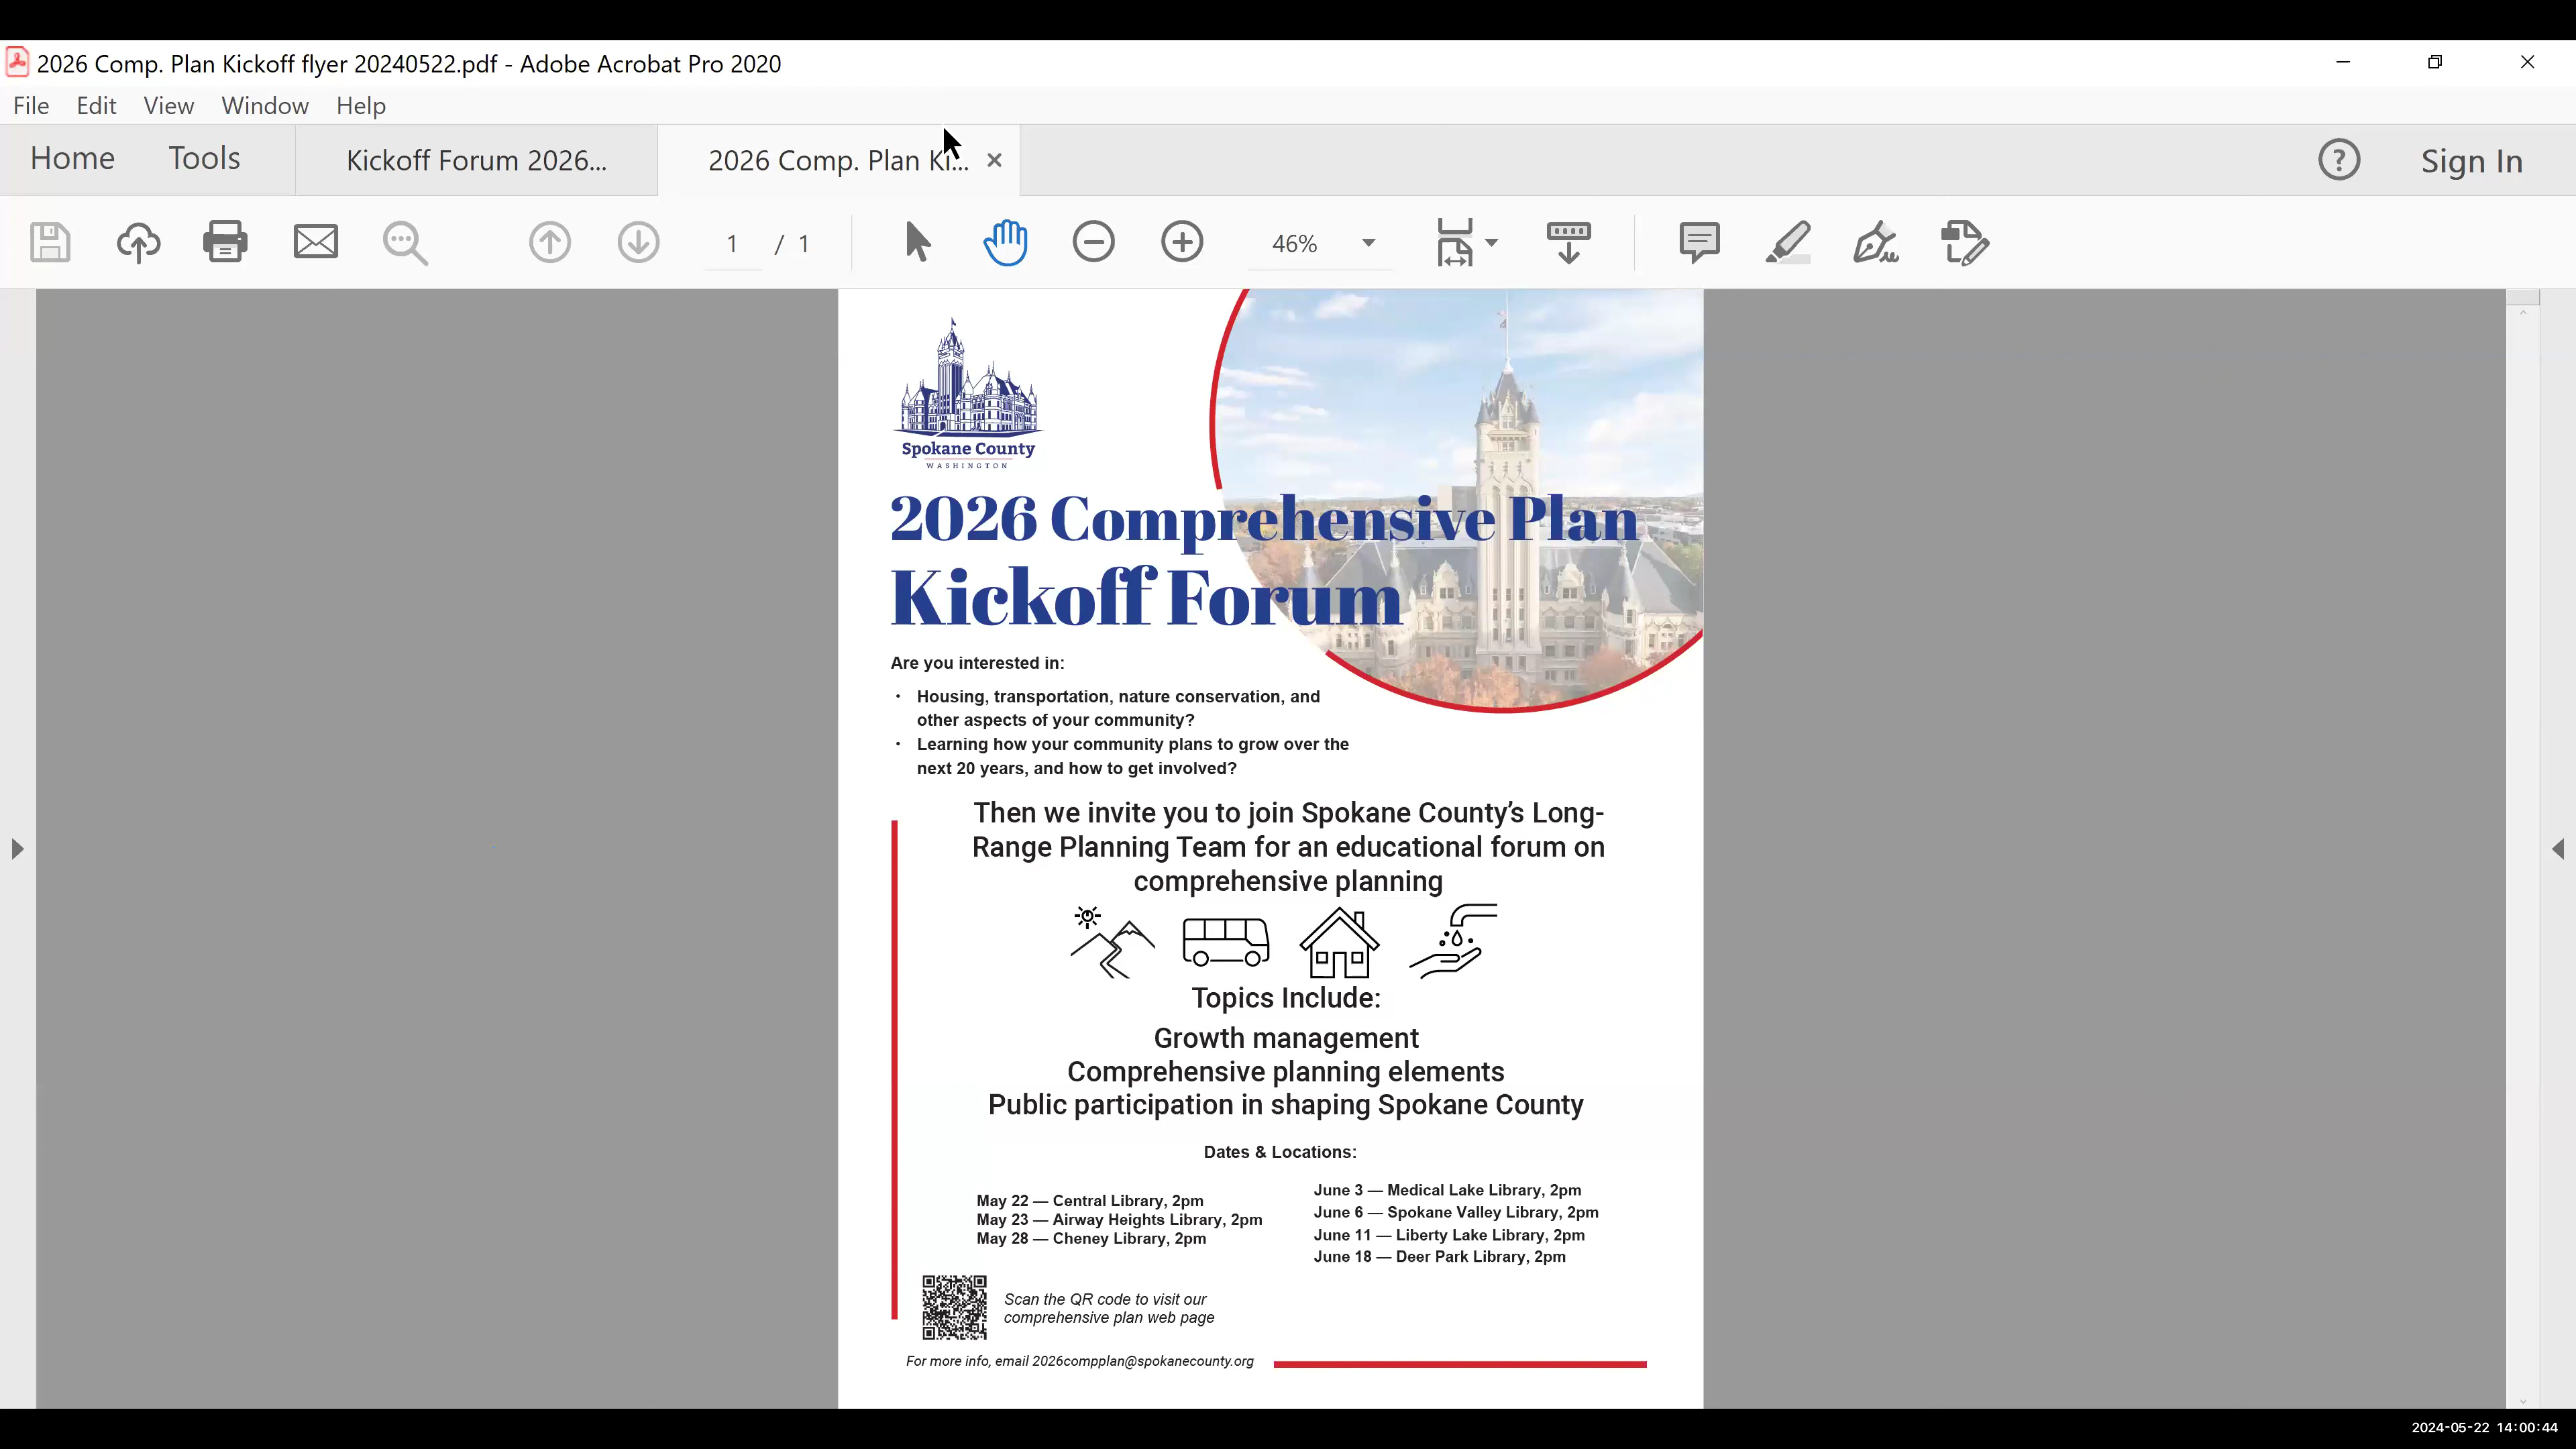 2026 Comp. Plan Kickoff flyer 20240522.pdf - Adobe Acrobat Pro 2020
File Edit View Window Help
Home Tools Kickoff Forum 2026... 2026 Comp. Plan Ki... Sign In
1 / 1 46%
Spokane County
WASHINGTON
2026 Comprehensive Plan
Kickoff Forum
Are you interested in:
• Housing, transportation, nature conservation, and
other aspects of your community?
• Learning how your community plans to grow over the
next 20 years, and how to get involved?
Then we invite you to join Spokane County's Long-
Range Planning Team for an educational forum on
comprehensive planning
Topics Include:
Growth management
Comprehensive planning elements
Public participation in shaping Spokane County
Dates & Locations:
May 22 — Central Library, 2pm
May 23 — Airway Heights Library, 2pm
May 28 — Cheney Library, 2pm
June 3 — Medical Lake Library, 2pm
June 6 — Spokane Valley Library, 2pm
June 11 — Liberty Lake Library, 2pm
June 18 — Deer Park Library, 2pm
Scan the QR code to visit our
comprehensive plan web page
For more info, email 2026compplan@spokanecounty.org
2024-05-22 14:00:44